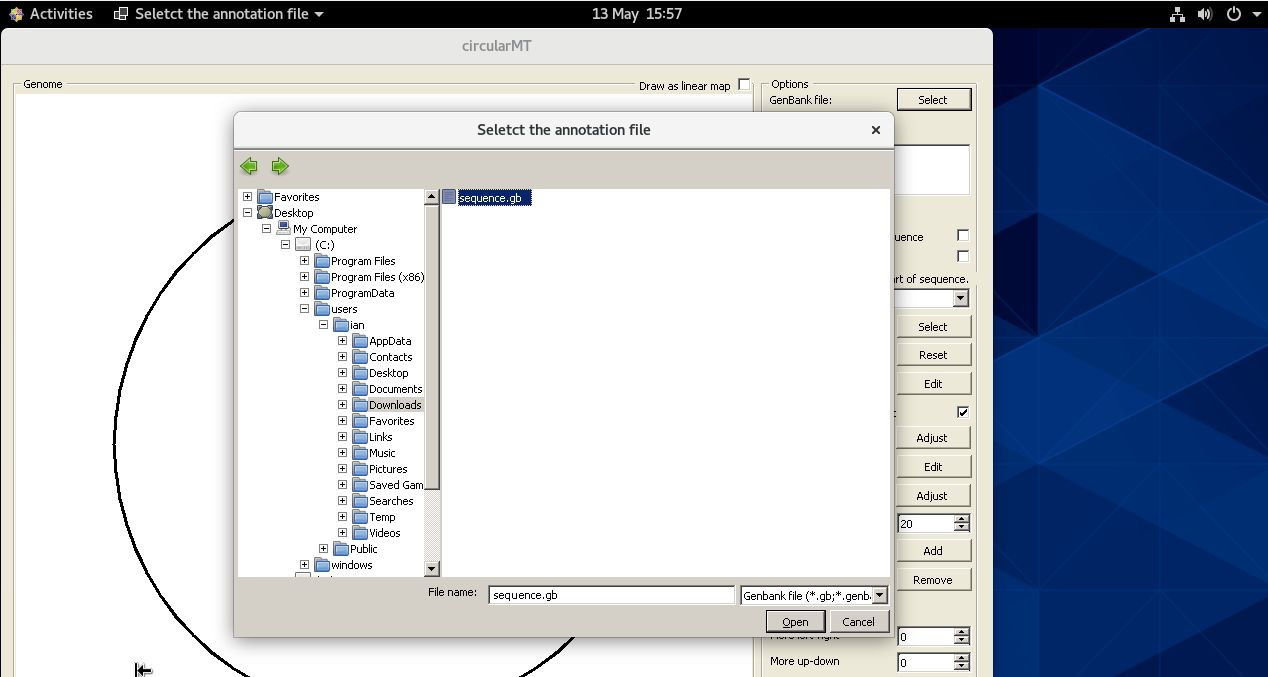 Activities Seletct the annotation file 13 May 15:57
circularMT
Genome Draw as linear map Options
GenBank file: Select
Seletct the annotation file
Favorites
Desktop
My Computer
(C:)
Program Files
Program Files (x86)
ProgramData
users
ian
AppData
Contacts
Desktop
Documents
Downloads
Favorites
Links
Music
Pictures
Saved Gam
Searches
Temp
Videos
Public
windows
sequence.gb
File name: sequence.gb Genbank file (*.gb;*.genb
Open Cancel
uence
rt of sequence.
Select
Reset
Edit
Adjust
Edit
Adjust
20
Add
Remove
0
More up-down 0